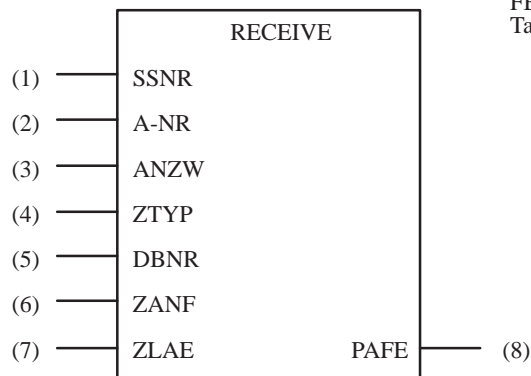 RECEIVE
(1) SSNR
(2) A-NR
(3) ANZW
(4) ZTYP
(5) DBNR
(6) ZANF
(7) ZLAE PAFE (8)